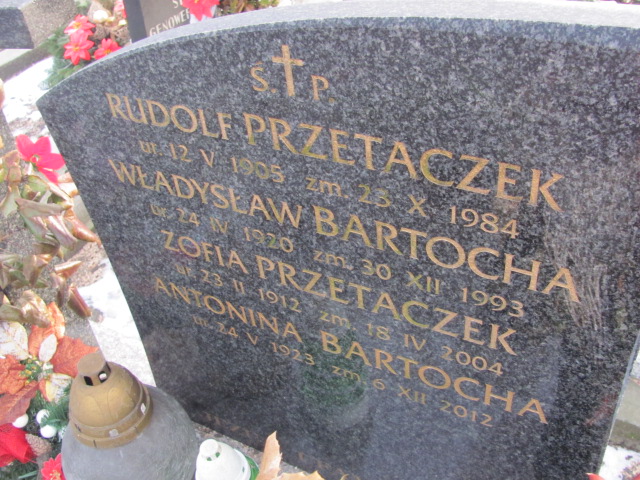 GENOWEF
Ś. P.
RUDOLF PRZETACZEK
ur. 12 V 1905 zm. 23 X 1984
WŁADYSŁAW BARTOCHA
ur. 24 IV 1920 zm. 30 XII 1993
ZOFIA PRZETACZEK
ur. 23 II 1912 zm. 18 IV 2004
ANTONINA BARTOCHA
ur. 24 V 1923 zm. 6 XII 2012